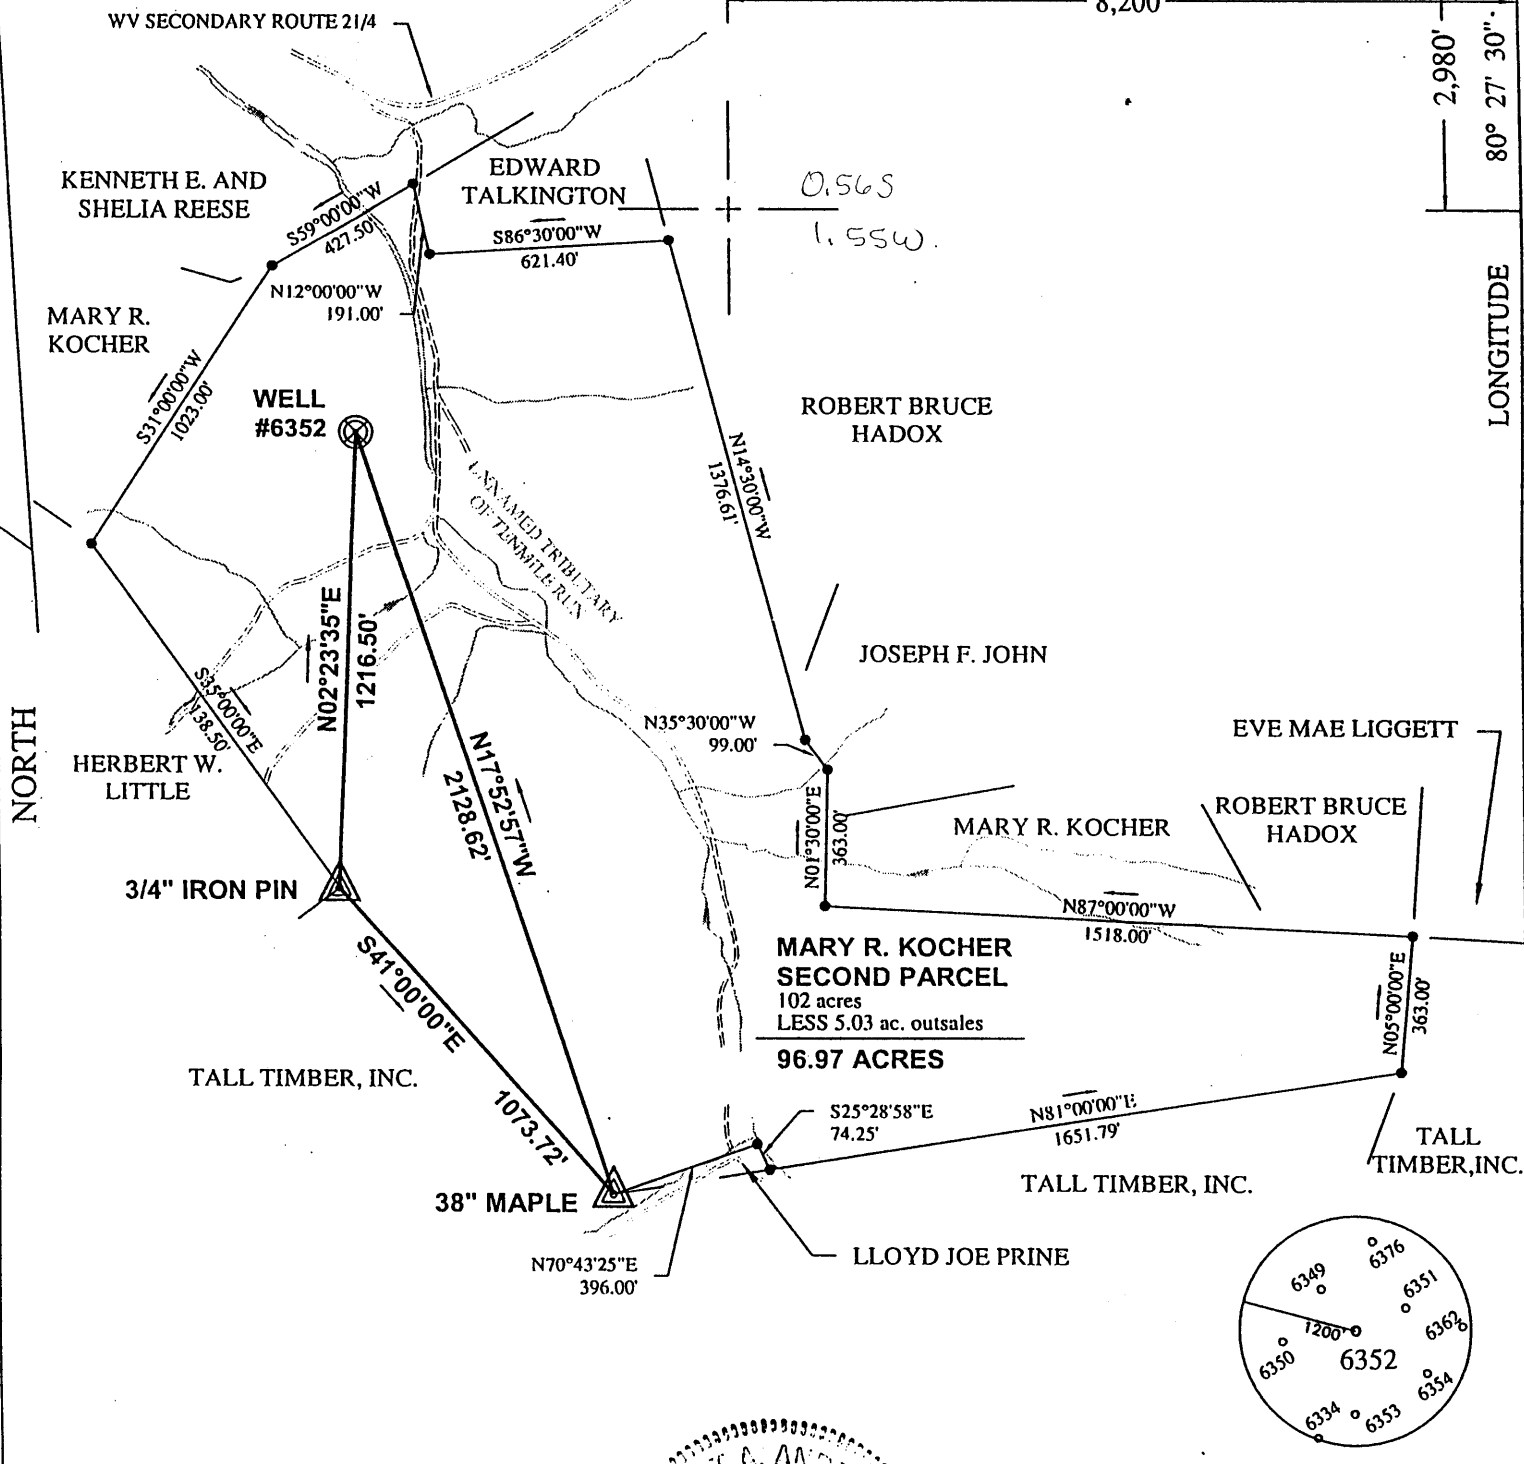 WV SECONDARY ROUTE 21/4
8,200
2,980'
80° 27' 30".
LONGITUDE
KENNETH E. AND
SHELIA REESE
EDWARD
TALKINGTON
0.56S
1.55W.
S59°00'00"W
427.50'
S86°30'00"W
621.40'
N12°00'00"W
191.00'
MARY R.
KOCHER
S31°00'00"W
1023.00'
WELL
#6352
ROBERT BRUCE
HADOX
N14°30'00"W
1376.61'
UNNAMED TRIBUTARY
OF TENMILE RUN
N02°23'35"E
1216.50'
JOSEPH F. JOHN
S35°00'00"E
138.50'
NORTH
HERBERT W.
LITTLE
N17°52'57"W
2128.62'
N35°30'00"W
99.00'
EVE MAE LIGGETT
N01°30'00"E
363.00'
MARY R. KOCHER
ROBERT BRUCE
HADOX
3/4" IRON PIN
N87°00'00"W
1518.00'
S41°00'00"E
1073.72'
MARY R. KOCHER
SECOND PARCEL
102 acres
LESS 5.03 ac. outsales
96.97 ACRES
N05°00'00"E
363.00'
TALL TIMBER, INC.
S25°28'58"E
74.25'
N81°00'00"E
1651.79'
TALL
TIMBER,INC.
TALL TIMBER, INC.
38" MAPLE
N70°43'25"E
396.00'
LLOYD JOE PRINE
6376
6349
6351
1200'
6362
6350
6352
6354
6334
6353